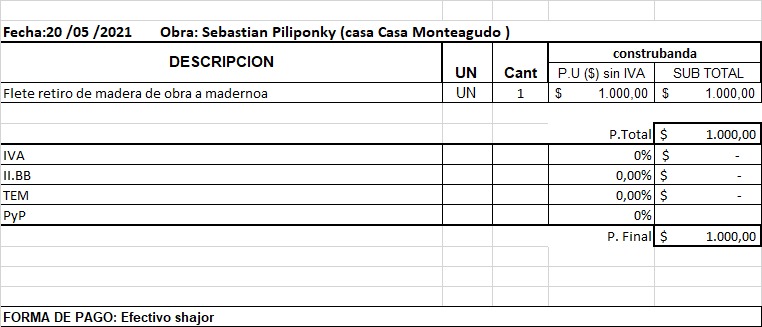 Fecha:20 /05 /2021 Obra: Sebastian Piliponky (casa Casa Monteagudo )
DESCRIPCION UN Cant construbanda
P.U ($) sin IVA SUB TOTAL
Flete retiro de madera de obra a madernoa UN 1 $ 1.000,00 $ 1.000,00
P.Total $ 1.000,00
IVA 0% $ -
II.BB 0,00% $ -
TEM 0,00% $ -
PyP 0%
P. Final $ 1.000,00
FORMA DE PAGO: Efectivo shajor